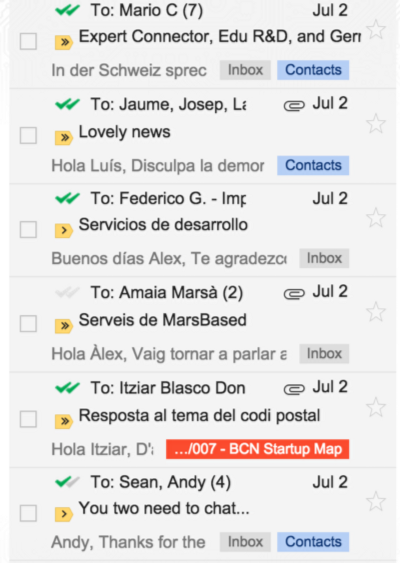 To: Mario C (7) Jul 2
Expert Connector, Edu R&D, and Ger
In der Schweiz sprec Inbox Contacts
To: Jaume, Josep, La Jul 2
Lovely news
Hola Luís, Disculpa la demor Contacts
To: Federico G. - Imp Jul 2
Servicios de desarrollo
Buenos días Alex, Te agradezco Inbox
To: Amaia Marsà (2) Jul 2
Serveis de MarsBased
Hola Àlex, Vaig tornar a parlar a Inbox
To: Itziar Blasco Don Jul 2
Resposta al tema del codi postal
Hola Itziar, D'a .../007 - BCN Startup Map
To: Sean, Andy (4) Jul 2
You two need to chat...
Andy, Thanks for the Inbox Contacts